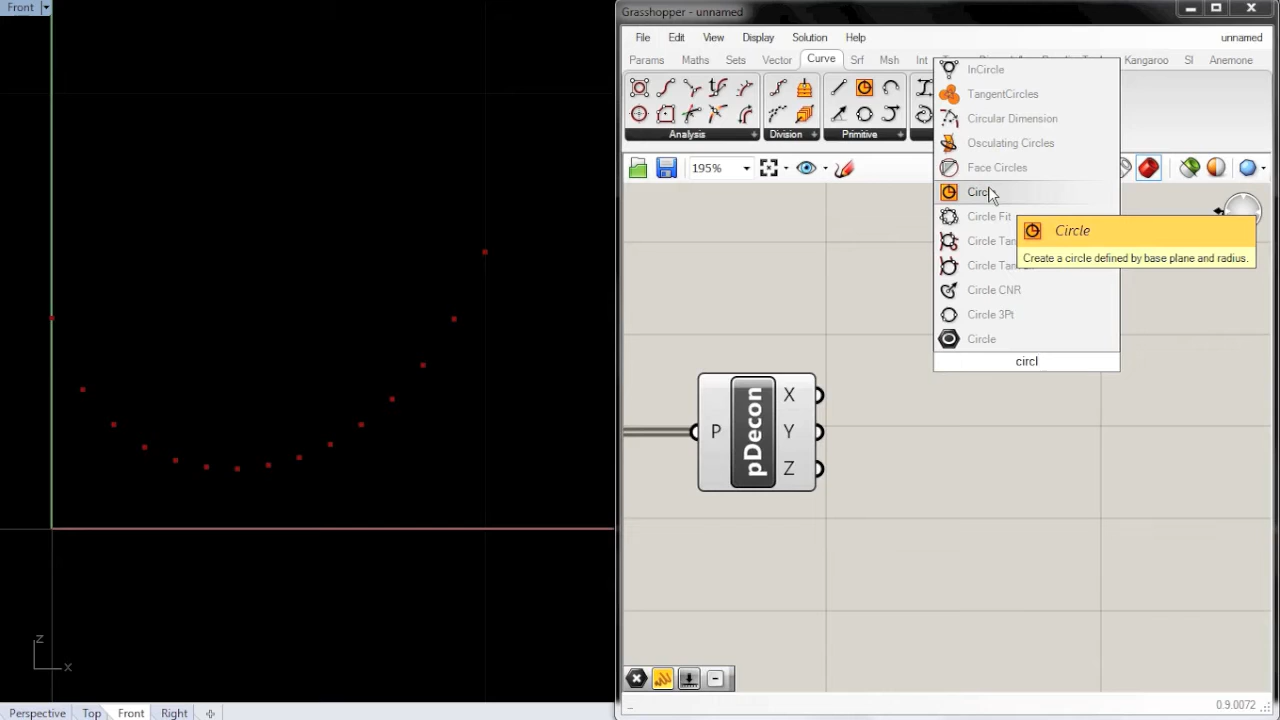 Front
Grasshopper - unnamed
File Edit View Display Solution Help
unnamed
Params Maths Sets Vector Curve Srf Msh Int Kangaroo SI Anemone
Analysis Division Primitive
195%
InCircle
TangentCircles
Circular Dimension
Osculating Circles
Face Circles
Circle Fit
Circle CNR
Circle 3Pt
Circle
circl
Circle
Create a circle defined by base plane and radius.
P pDecon X Y Z
z
x
Perspective Top Front Right
0.9.0072